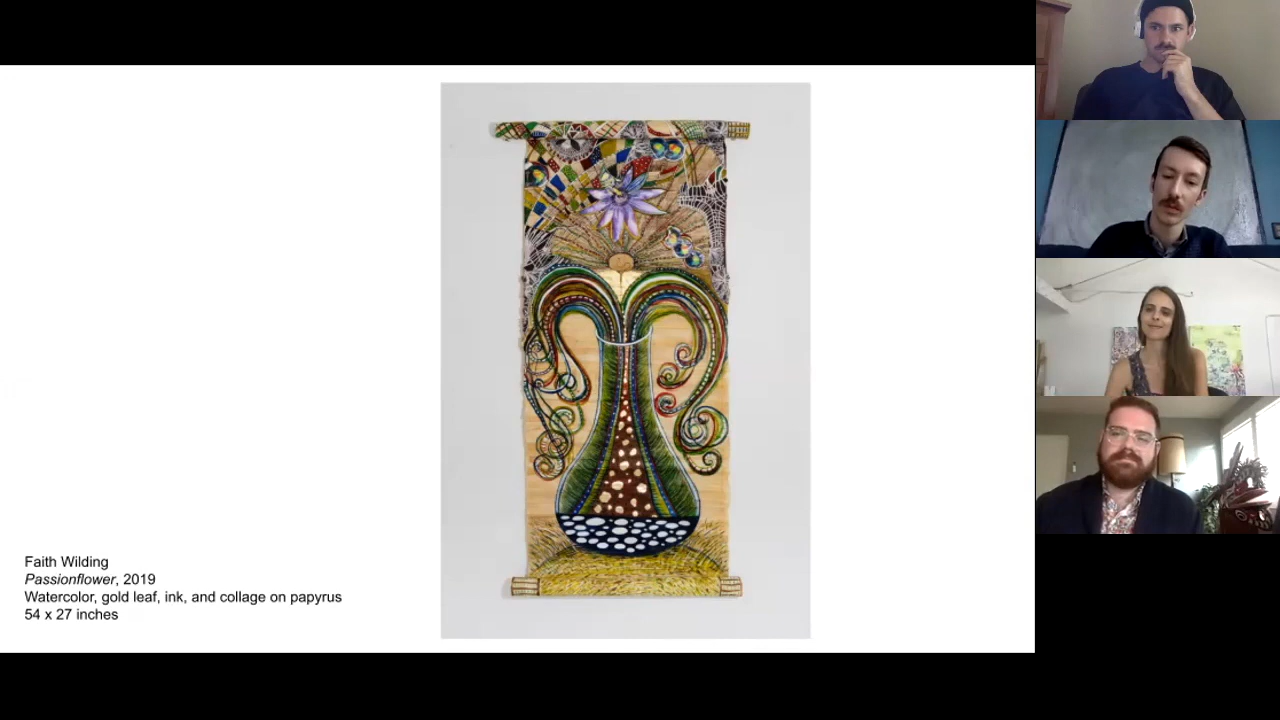 Faith Wilding
Passionflower, 2019
Watercolor, gold leaf, ink, and collage on papyrus
54 x 27 inches